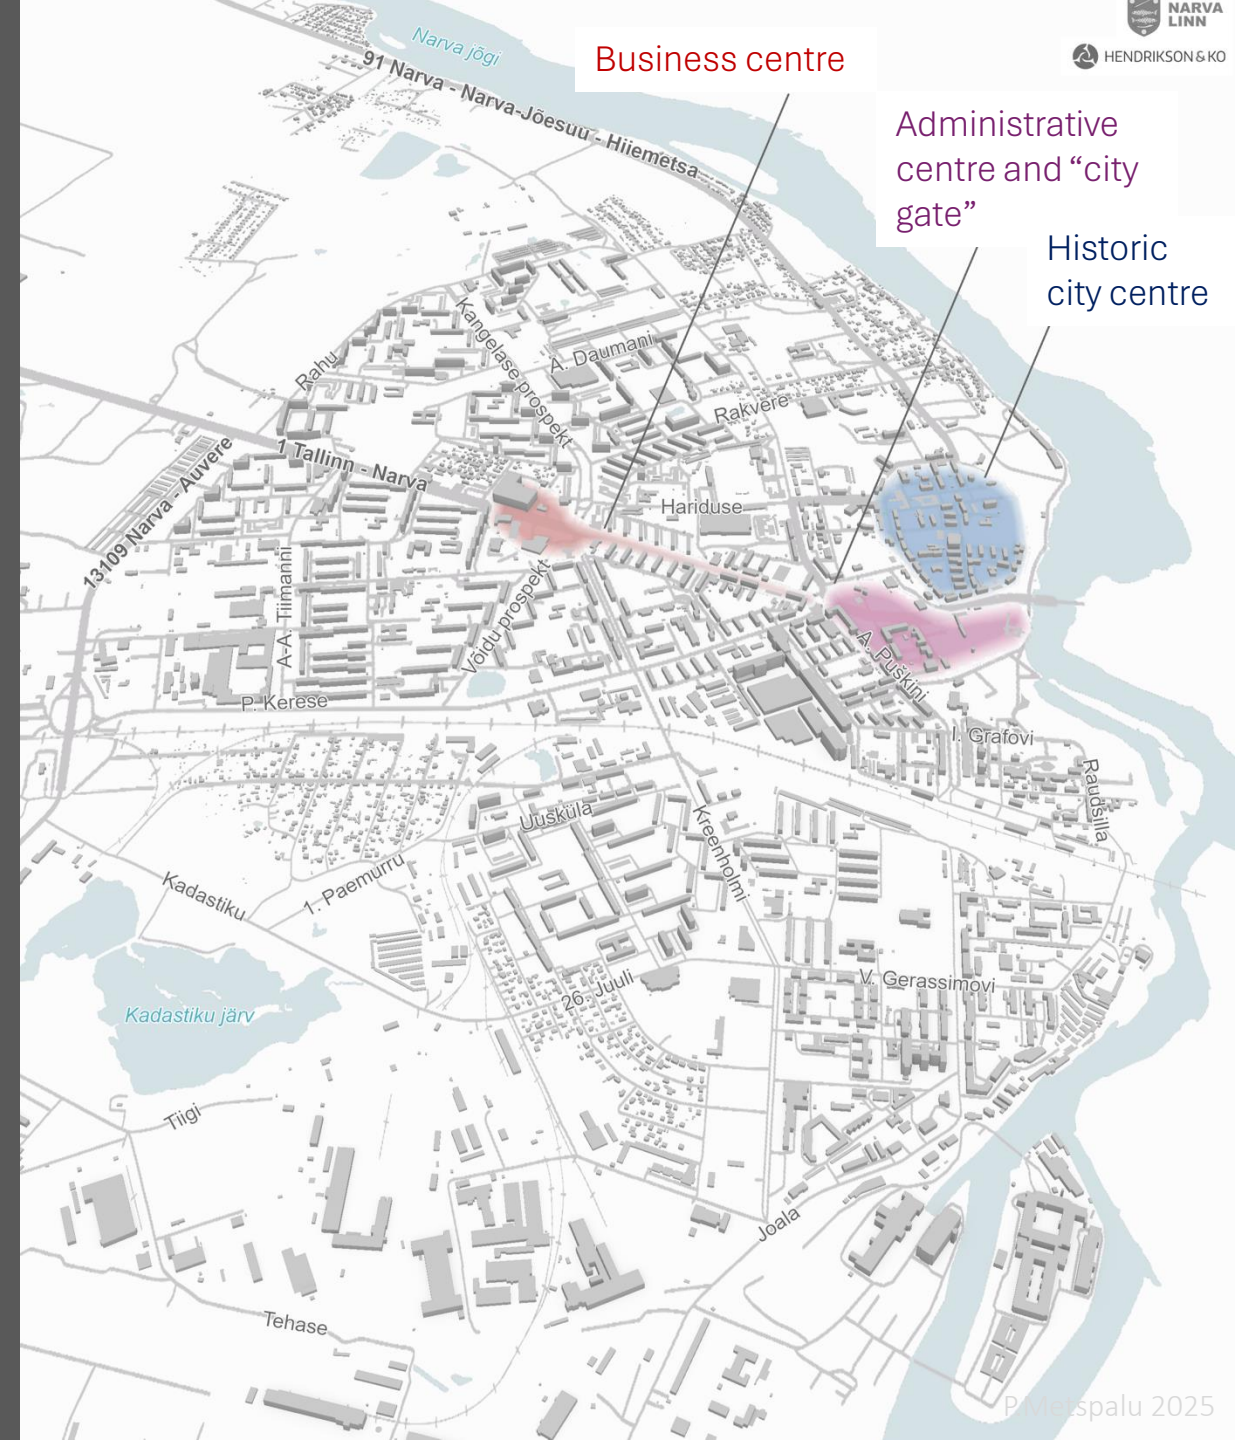 NARVA
LINN
HENDRIKSON & KO
Narva jõgi
Business centre
91 Narva - Narva-Jõesuu - Hiiemetsa
Administrative
centre and “city
gate”
Historic
city centre
Kangelase prospekt
A. Daumani
Rahu
Rakvere
1 Tallinn - Narva
13109 Narva - Auvere
Hariduse
A-A. Tiimanni
Võidu prospekt
A. Puškini
P. Kerese
I. Grafovi
Raudsilla
Uusküla
Kreenholmi
1. Paemurru
Kadastiku
V. Gerassimovi
26. Juuli
Kadastiku järv
Tiigi
Joala
Tehase
P.Metspalu 2025